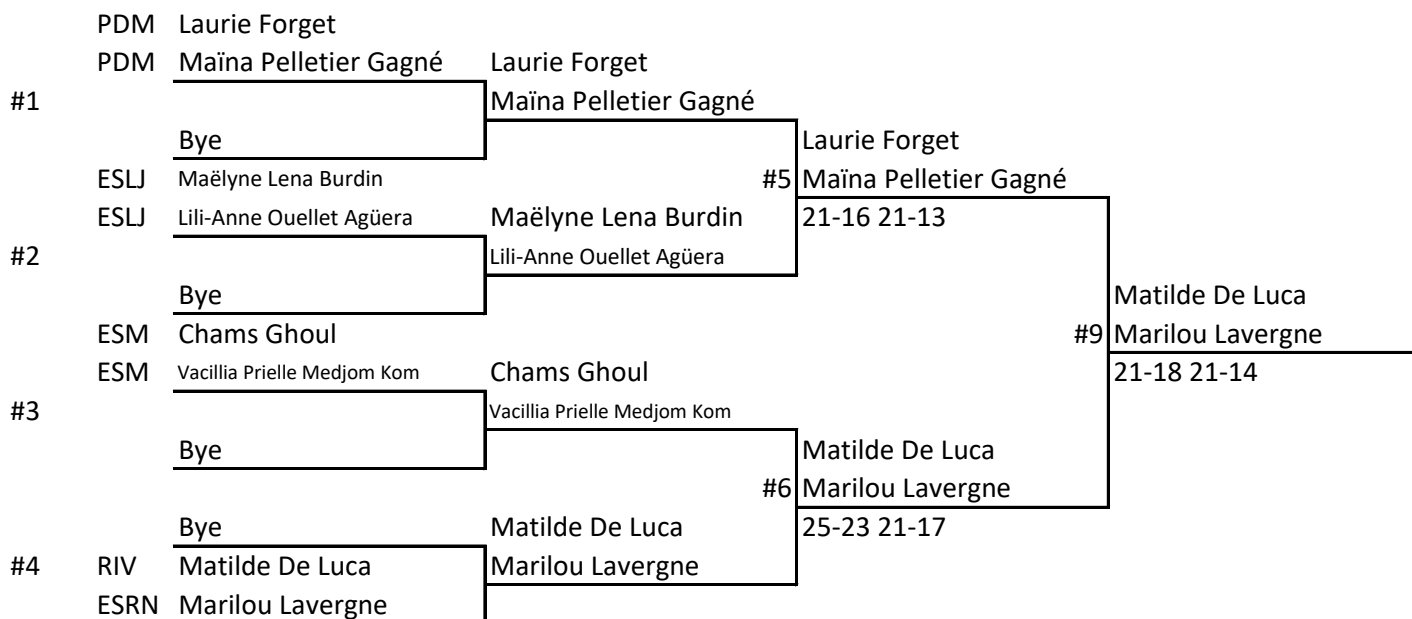 PDM Laurie Forget
PDM Maïna Pelletier Gagné Laurie Forget
#1 Maïna Pelletier Gagné
Bye Laurie Forget
ESLJ Maëlyne Lena Burdin #5 Maïna Pelletier Gagné
ESLJ Lili-Anne Ouellet Agüera Maëlyne Lena Burdin 21-16 21-13
#2 Lili-Anne Ouellet Agüera
Bye Matilde De Luca
ESM Chams Ghoul #9 Marilou Lavergne
ESM Vacillia Prielle Medjom Kom Chams Ghoul 21-18 21-14
#3 Vacillia Prielle Medjom Kom
Bye Matilde De Luca
#6 Marilou Lavergne
Bye Matilde De Luca 25-23 21-17
#4 RIV Matilde De Luca Marilou Lavergne
ESRN Marilou Lavergne